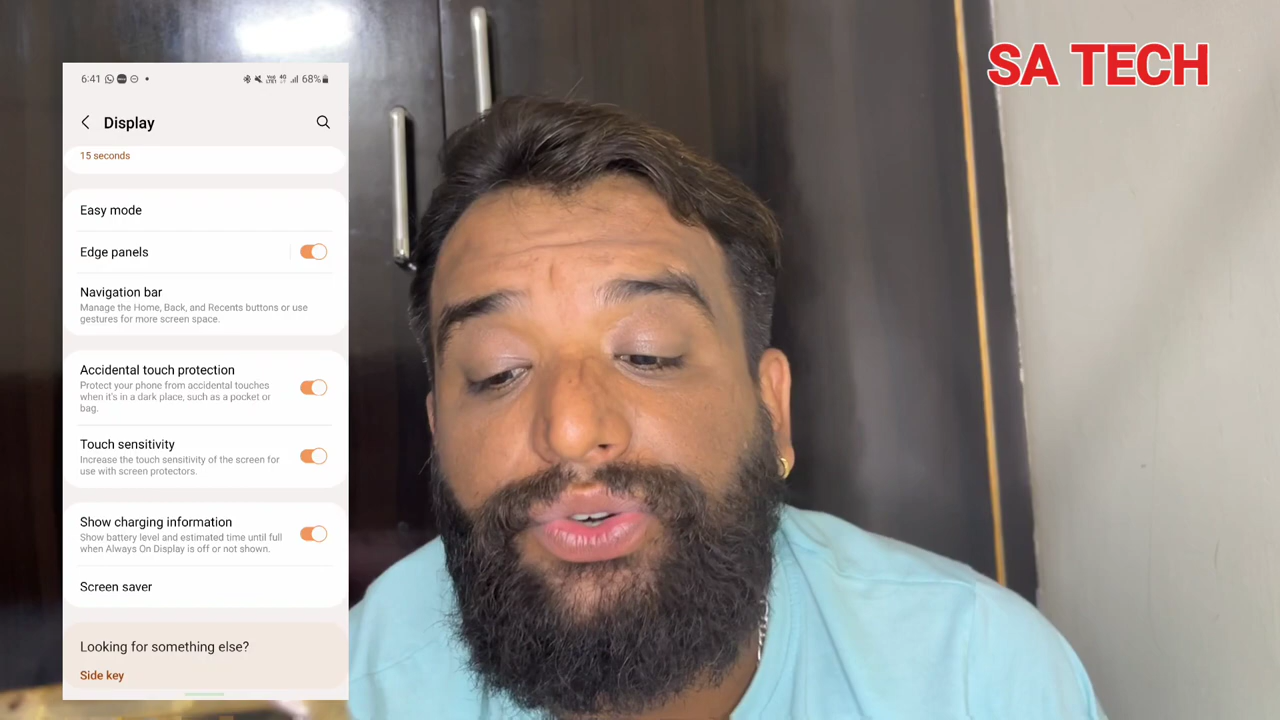 SA TECH
6:41 68%
Display
15 seconds
Easy mode
Edge panels
Navigation bar
Manage the Home, Back, and Recents buttons or use
gestures for more screen space.
Accidental touch protection
Protect your phone from accidental touches
when it's in a dark place, such as a pocket or
bag.
Touch sensitivity
Increase the touch sensitivity of the screen for
use with screen protectors.
Show charging information
Show battery level and estimated time until full
when Always On Display is off or not shown.
Screen saver
Looking for something else?
Side key